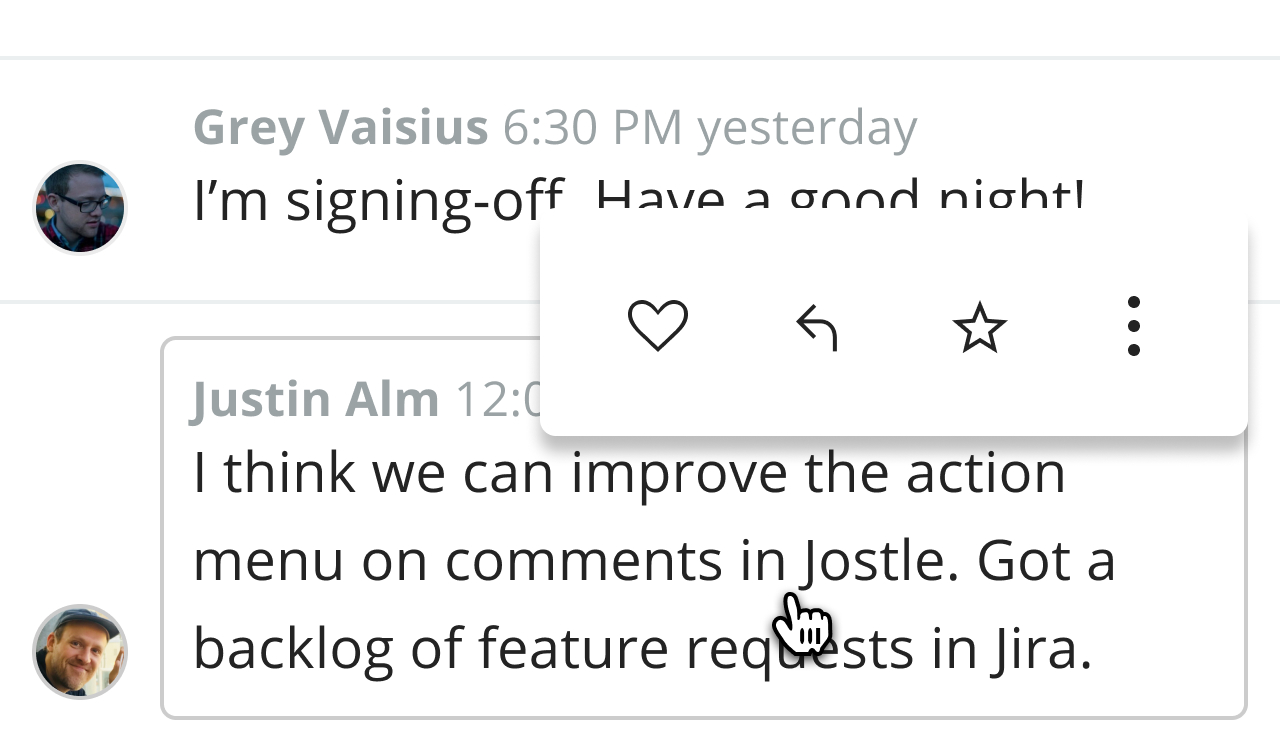 Grey Vaisius 6:30 PM yesterday
I’m signing-off. Have a good night!
Justin Alm 12:0
I think we can improve the action
menu on comments in Jostle. Got a
backlog of feature requests in Jira.